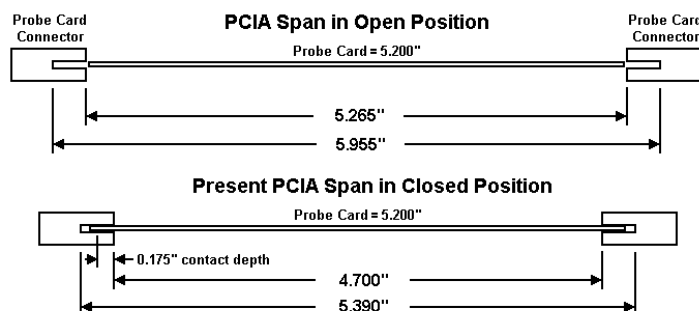 Probe Card
Connector
PCIA Span in Open Position
Probe Card
Connector
Probe Card = 5.200"
5.265"
5.955"
Present PCIA Span in Closed Position
Probe Card = 5.200"
0.175" contact depth
4.700"
5.390"